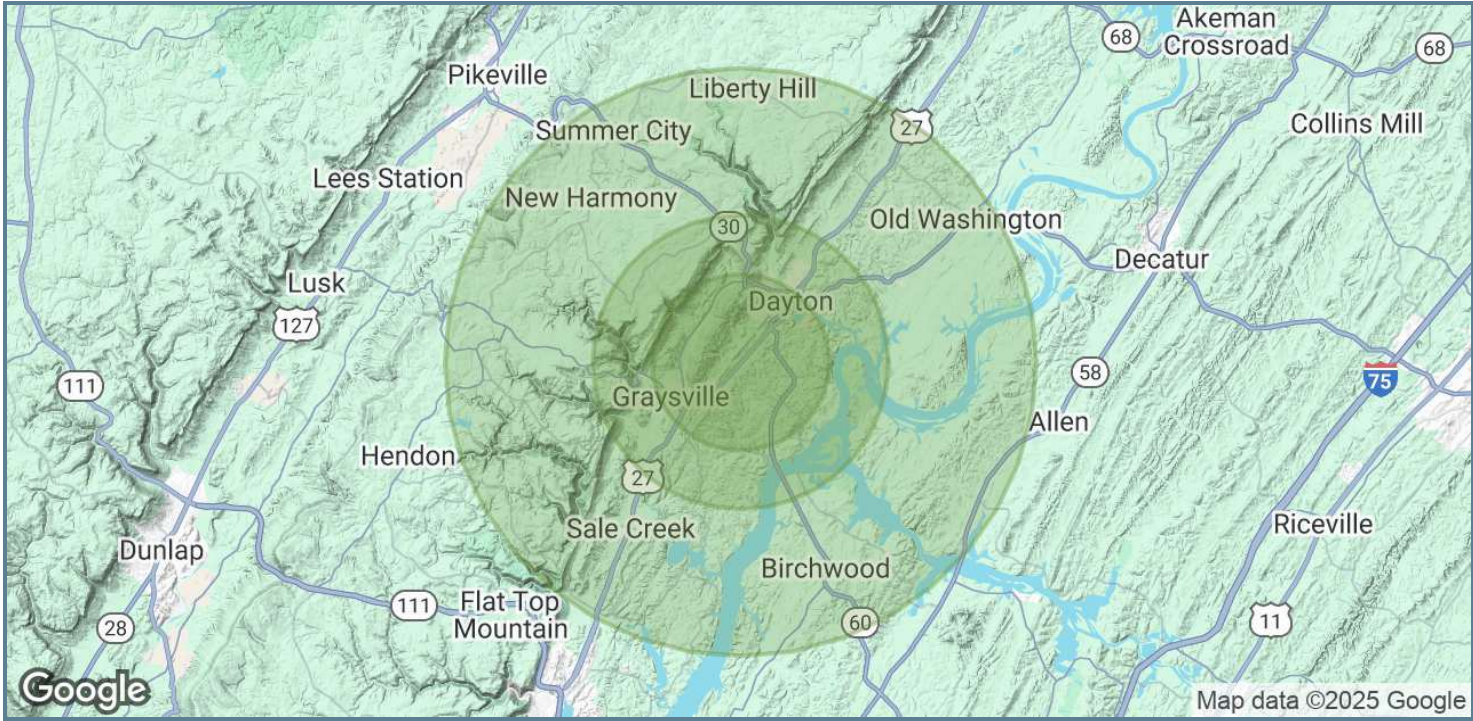 Akeman
Crossroad
68
68
Pikeville
Liberty Hill
27
Summer City
Collins Mill
Lees Station
New Harmony
30
Old Washington
Decatur
Lusk
Dayton
127
111
58
75
Graysville
Allen
Hendon
27
Sale Creek
Riceville
Dunlap
Birchwood
111
Flat Top
Mountain
28
60
11
Google
Map data ©2025 Google